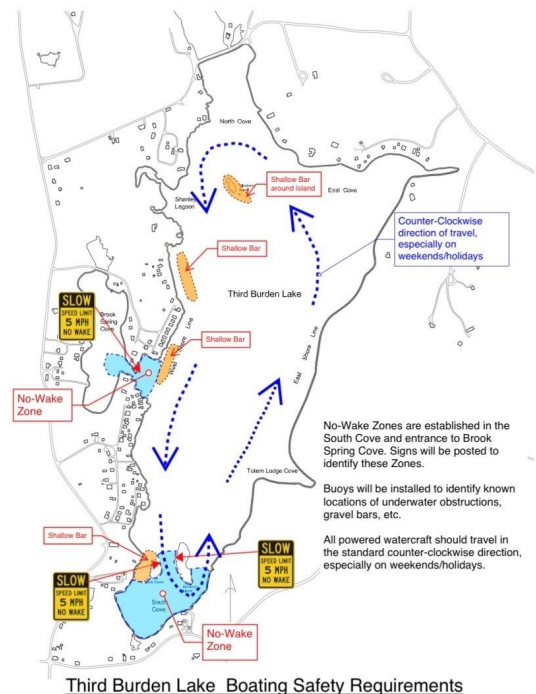 North Cove
Shallow Bar
around Island
East Cove
Shanley
Lagoon
Counter-Clockwise
direction of travel,
especially on
weekends/holidays
Shallow Bar
Third Burden Lake
SLOW
SPEED LIMIT
5 MPH
NO WAKE
Brook
Spring
Cove
Shallow Bar
West Shore Line
East Shore Line
No-Wake
Zone
No-Wake Zones are established in the
South Cove and entrance to Brook
Spring Cove. Signs will be posted to
identify these Zones.
Buoys will be installed to identify known
locations of underwater obstructions,
gravel bars, etc.
All powered watercraft should travel in
the standard counter-clockwise direction,
especially on weekends/holidays.
Totem Lodge Cove
Shallow Bar
SLOW
SPEED LIMIT
5 MPH
NO WAKE
SLOW
SPEED LIMIT
5 MPH
NO WAKE
South
Cove
No-Wake
Zone
Third Burden Lake Boating Safety Requirements